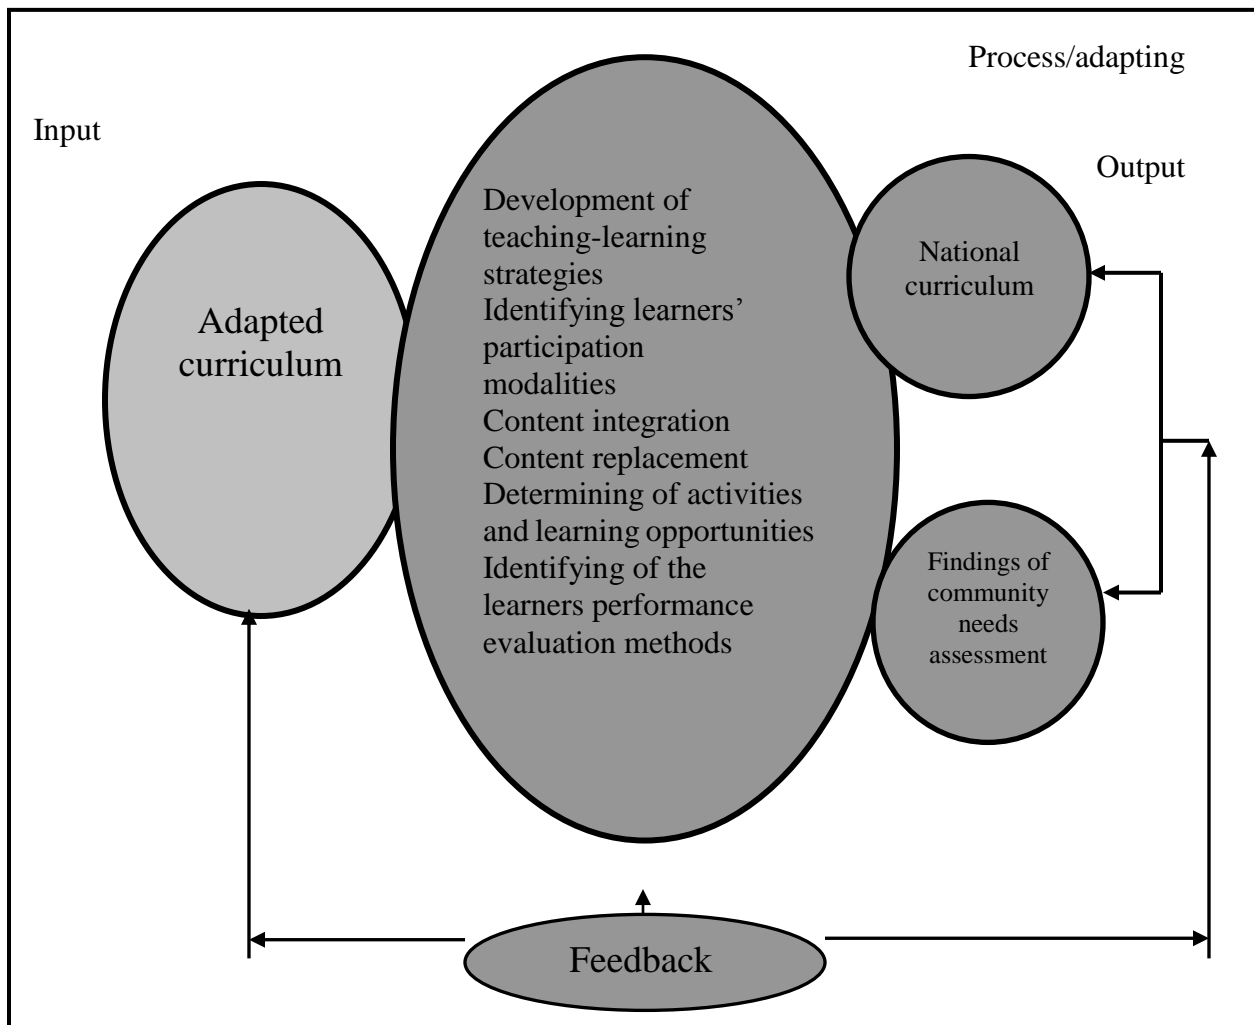 Process/adapting
Input
Output
Adapted
curriculum
Development of
teaching-learning
strategies
Identifying learners’
participation
modalities
Content integration
Content replacement
Determining of activities
and learning opportunities
Identifying of the
learners performance
evaluation methods
National
curriculum
Findings of
community
needs
assessment
Feedback